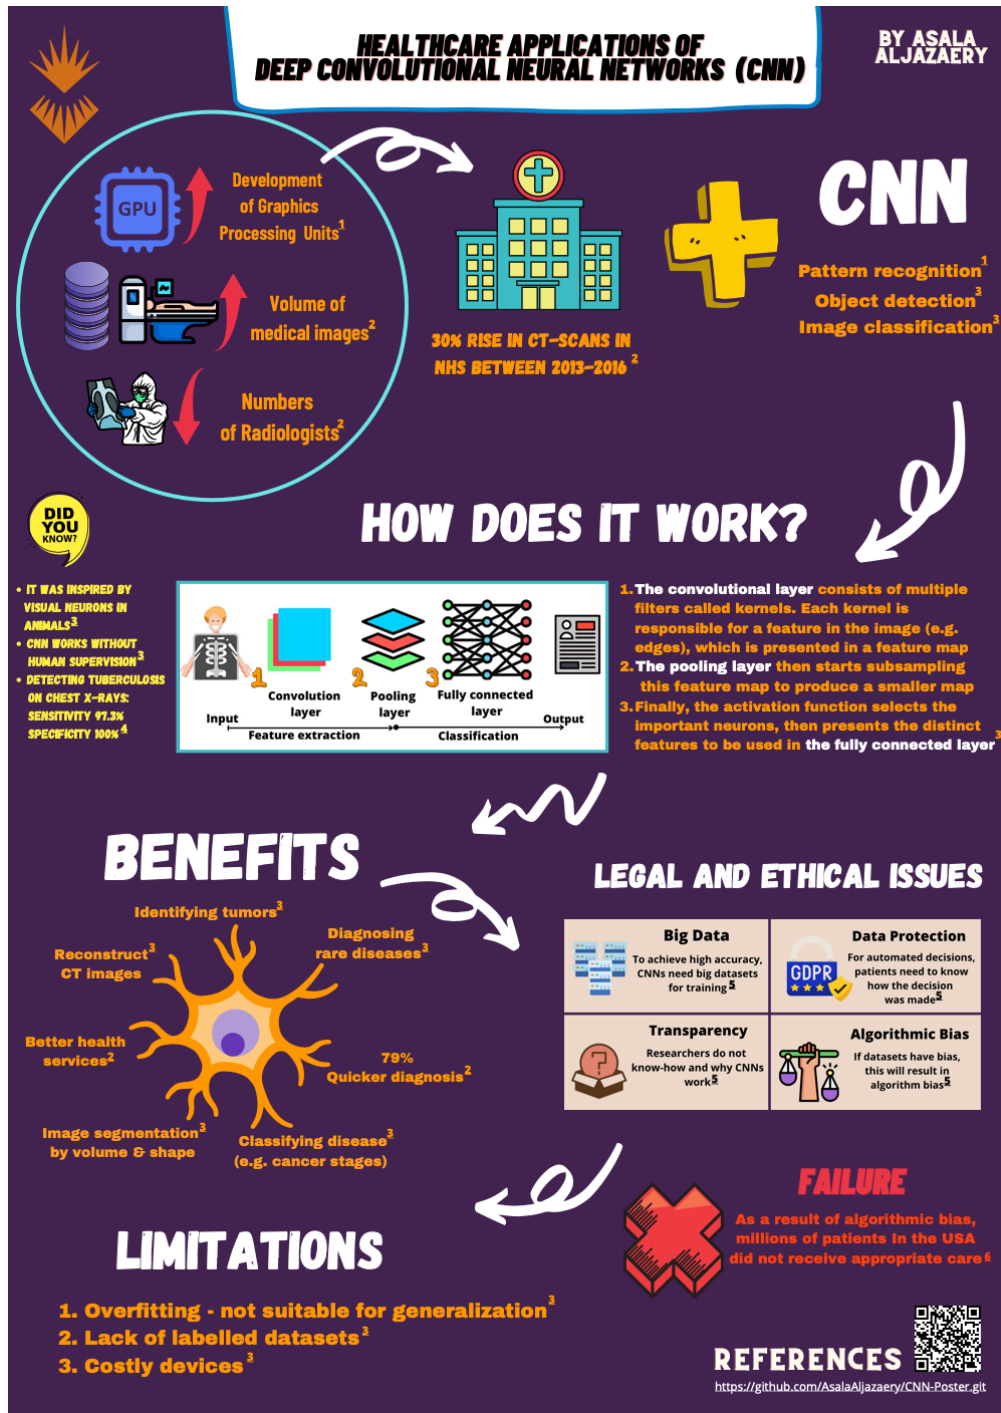 HEALTHCARE APPLICATIONS OF
DEEP CONVOLUTIONAL NEURAL NETWORKS (CNN)
BY ASALA
ALJAZAERY
GPU
Development
of Graphics
Processing Units1
Volume of
medical images2
Numbers
of Radiologists2
30% RISE IN CT-SCANS IN
NHS BETWEEN 2013-2016 2
CNN
Pattern recognition1
Object detection3
Image classification3
DID
YOU
KNOW?
• IT WAS INSPIRED BY
VISUAL NEURONS IN
ANIMALS3
• CNN WORKS WITHOUT
HUMAN SUPERVISION3
• DETECTING TUBERCULOSIS
ON CHEST X-RAYS:
SENSITIVITY 97.3%
SPECIFICITY 100% 4
HOW DOES IT WORK?
1
Convolution
layer
2
Pooling
layer
3
Fully connected
layer
Input
Output
Feature extraction
Classification
1. The convolutional layer consists of multiple
filters called kernels. Each kernel is
responsible for a feature in the image (e.g.
edges), which is presented in a feature map
2. The pooling layer then starts subsampling
this feature map to produce a smaller map
3. Finally, the activation function selects the
important neurons, then presents the distinct
features to be used in the fully connected layer3
BENEFITS
Identifying tumors3
Diagnosing
rare diseases3
Reconstruct3
CT images
Better health
services2
79%
Quicker diagnosis2
Image segmentation3
by volume & shape
Classifying disease3
(e.g. cancer stages)
LEGAL AND ETHICAL ISSUES
Big Data
To achieve high accuracy,
CNNs need big datasets
for training 5
Data Protection
GDPR
For automated decisions,
patients need to know
how the decision
was made5
Transparency
?
Researchers do not
know-how and why CNNs
work5
Algorithmic Bias
If datasets have bias,
this will result in
algorithm bias5
FAILURE
As a result of algorithmic bias,
millions of patients In the USA
did not receive appropriate care6
LIMITATIONS
1. Overfitting - not suitable for generalization3
2. Lack of labelled datasets3
3. Costly devices3
REFERENCES
https://github.com/AsalaAljazaery/CNN-Poster.git